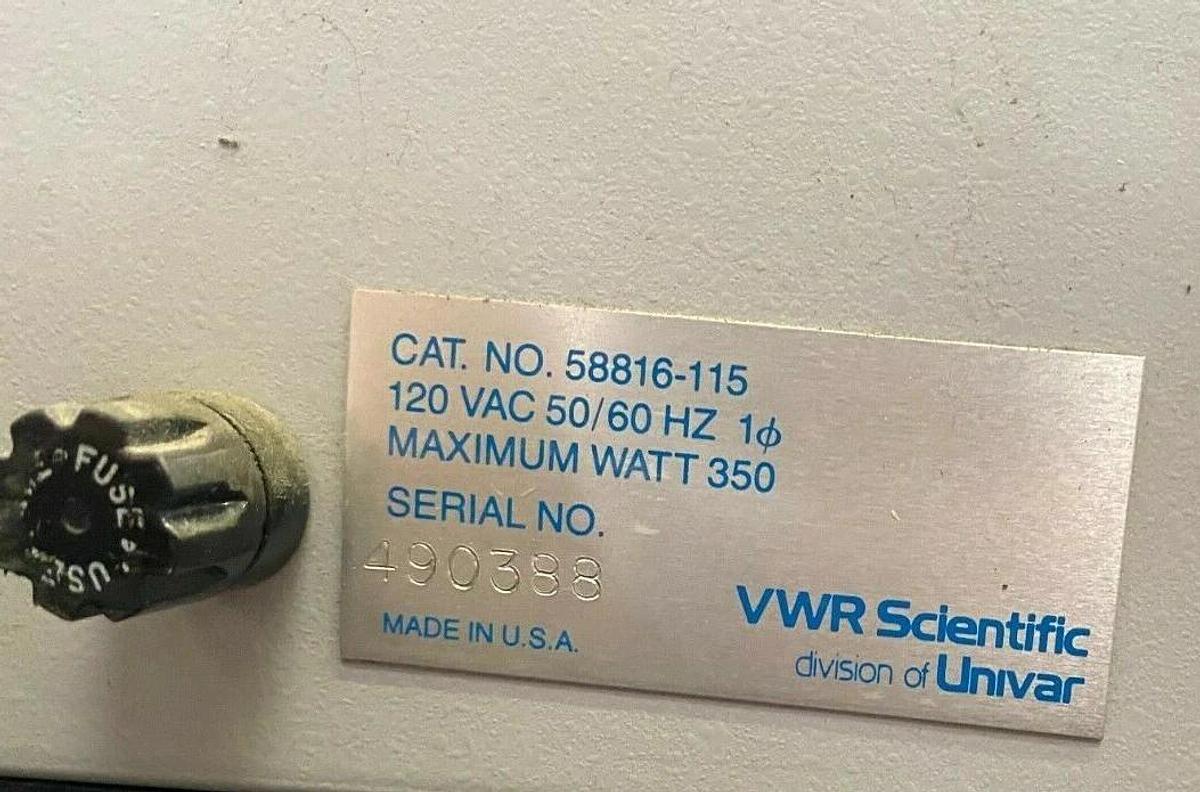 CAT. NO. 58816-115
120 VAC 50/60 HZ 1ϕ
MAXIMUM WATT 350
SERIAL NO.
490388
MADE IN U.S.A.
VWR Scientific
division of Univar
FUSE